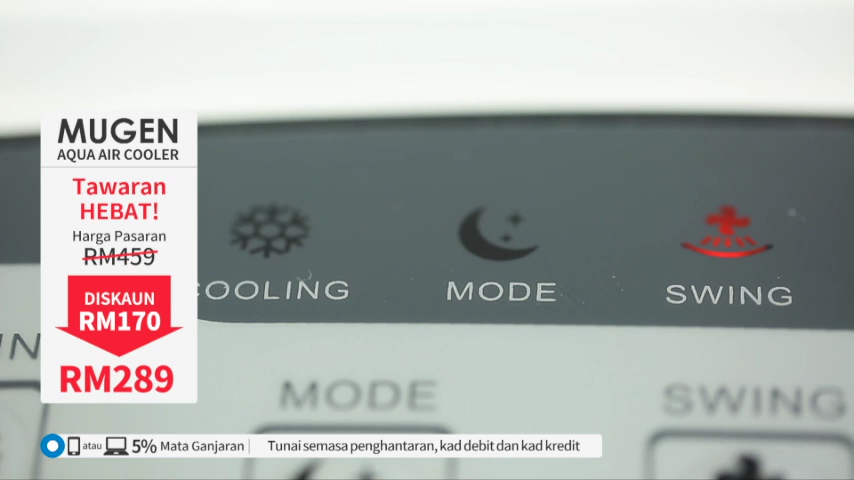 MUGEN
AQUA AIR COOLER
Tawaran
HEBAT!
Harga Pasaran
RM459
DISKAUN
RM170
RM289
COOLING
MODE
SWING
MODE
SWING
atau 5% Mata Ganjaran | Tunai semasa penghantaran, kad debit dan kad kredit